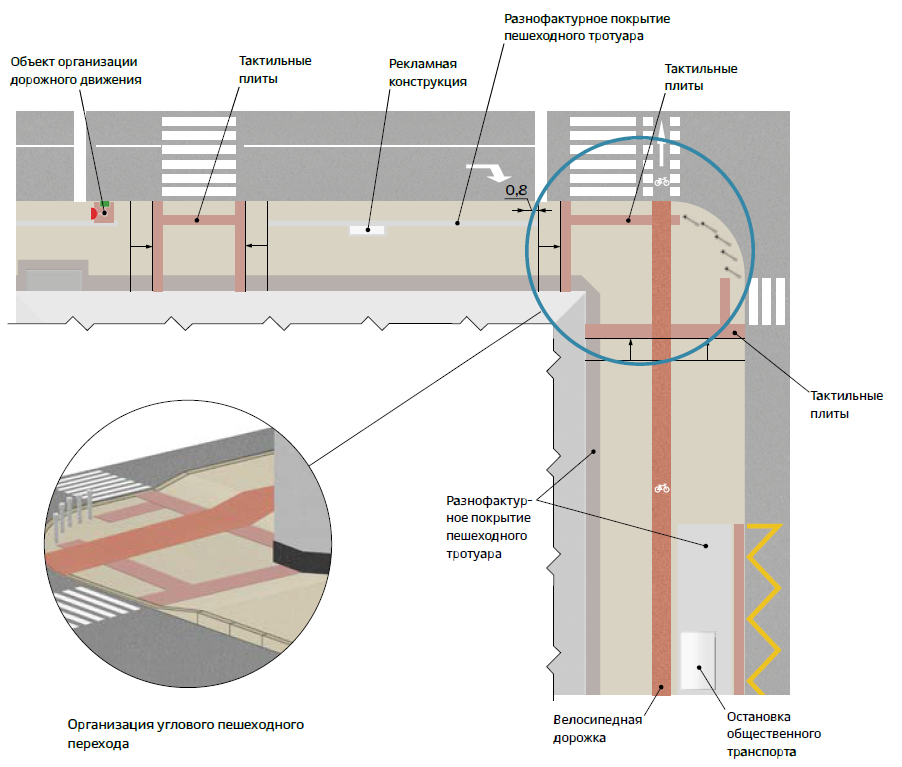 Разнофактурное покрытие
пешеходного тротуара
Объект организации
дорожного движения
Тактильные
плиты
Рекламная
конструкция
Тактильные
плиты
0,8
Тактильные
плиты
Разнофактур-
ное покрытие
пешеходного
тротуара
Организация углового пешеходного
перехода
Велосипедная
дорожка
Остановка
общественного
транспорта